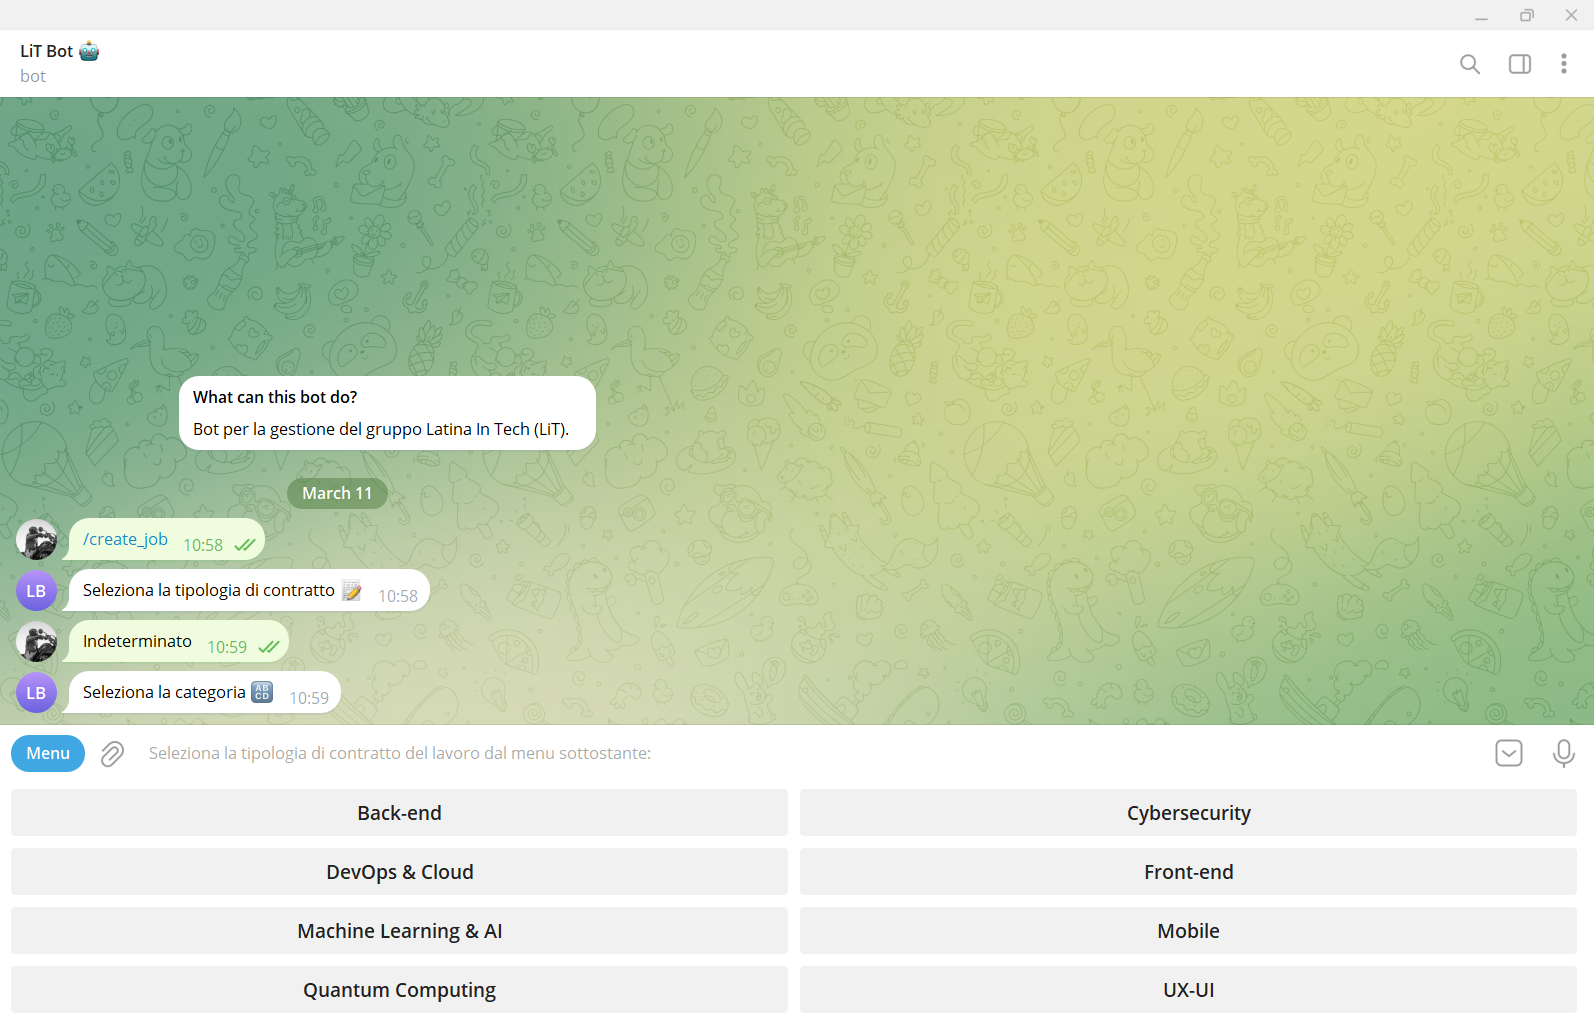 LiT Bot 🤖
bot
What can this bot do?
Bot per la gestione del gruppo Latina In Tech (LiT).
March 11
/create_job 10:58
LB
Seleziona la tipologia di contratto 📝 10:58
Indeterminato 10:59
LB
Seleziona la categoria 🔠 10:59
Menu
Seleziona la tipologia di contratto del lavoro dal menu sottostante:
Back-end
Cybersecurity
DevOps & Cloud
Front-end
Machine Learning & AI
Mobile
Quantum Computing
UX-UI